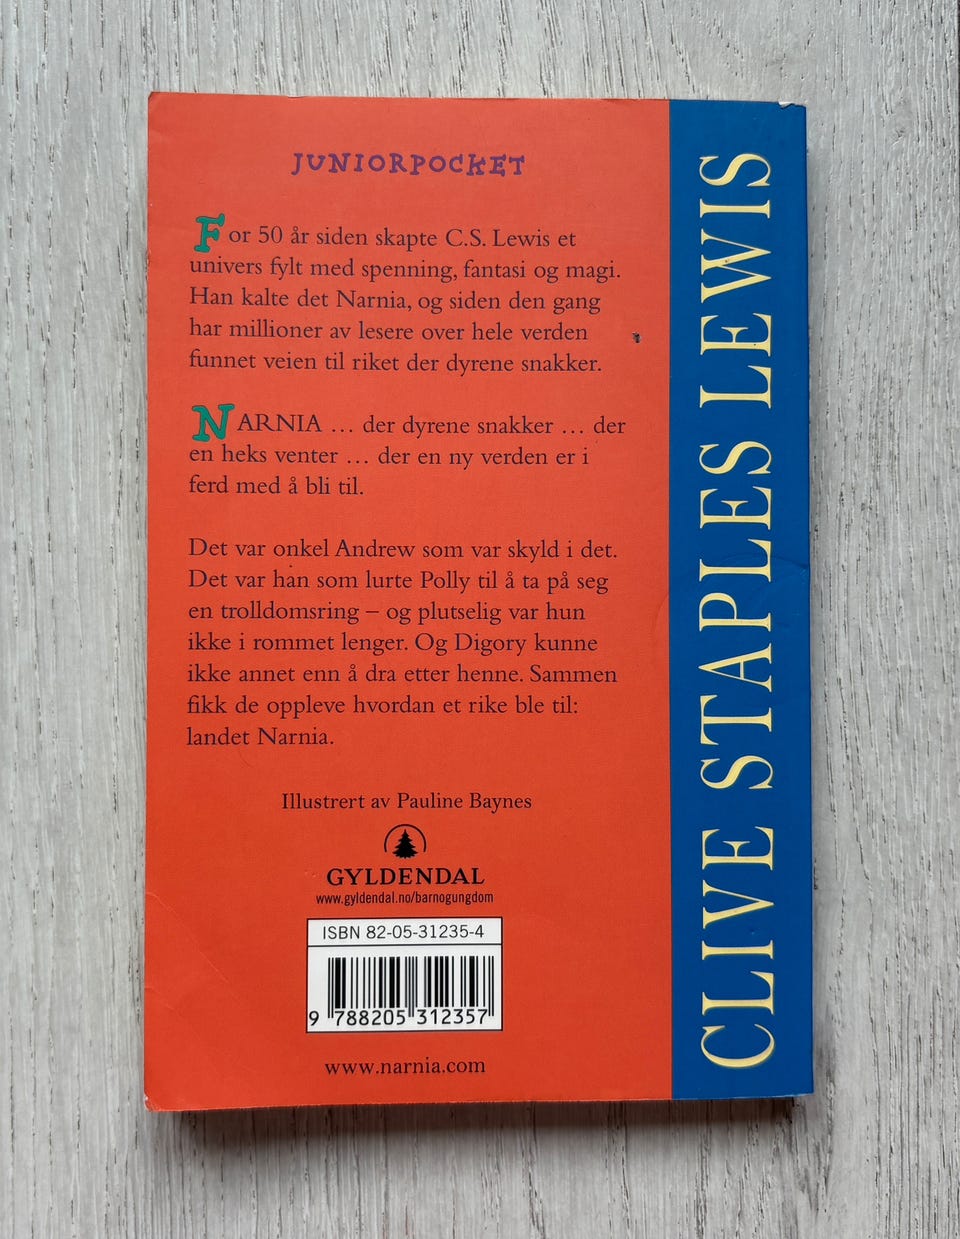 JUNIORPOCKET
For 50 år siden skapte C.S. Lewis et
univers fylt med spenning, fantasi og magi.
Han kalte det Narnia, og siden den gang
har millioner av lesere over hele verden
funnet veien til riket der dyrene snakker.
NARNIA ... der dyrene snakker ... der
en heks venter ... der en ny verden er i
ferd med å bli til.
Det var onkel Andrew som var skyld i det.
Det var han som lurte Polly til å ta på seg
en trolldomsring – og plutselig var hun
ikke i rommet lenger. Og Digory kunne
ikke annet enn å dra etter henne. Sammen
fikk de oppleve hvordan et rike ble til:
landet Narnia.
Illustrert av Pauline Baynes
GYLDENDAL
www.gyldendal.no/barnogungdom
ISBN 82-05-31235-4
9 788205 312357
www.narnia.com
CLIVE STAPLES LEWIS